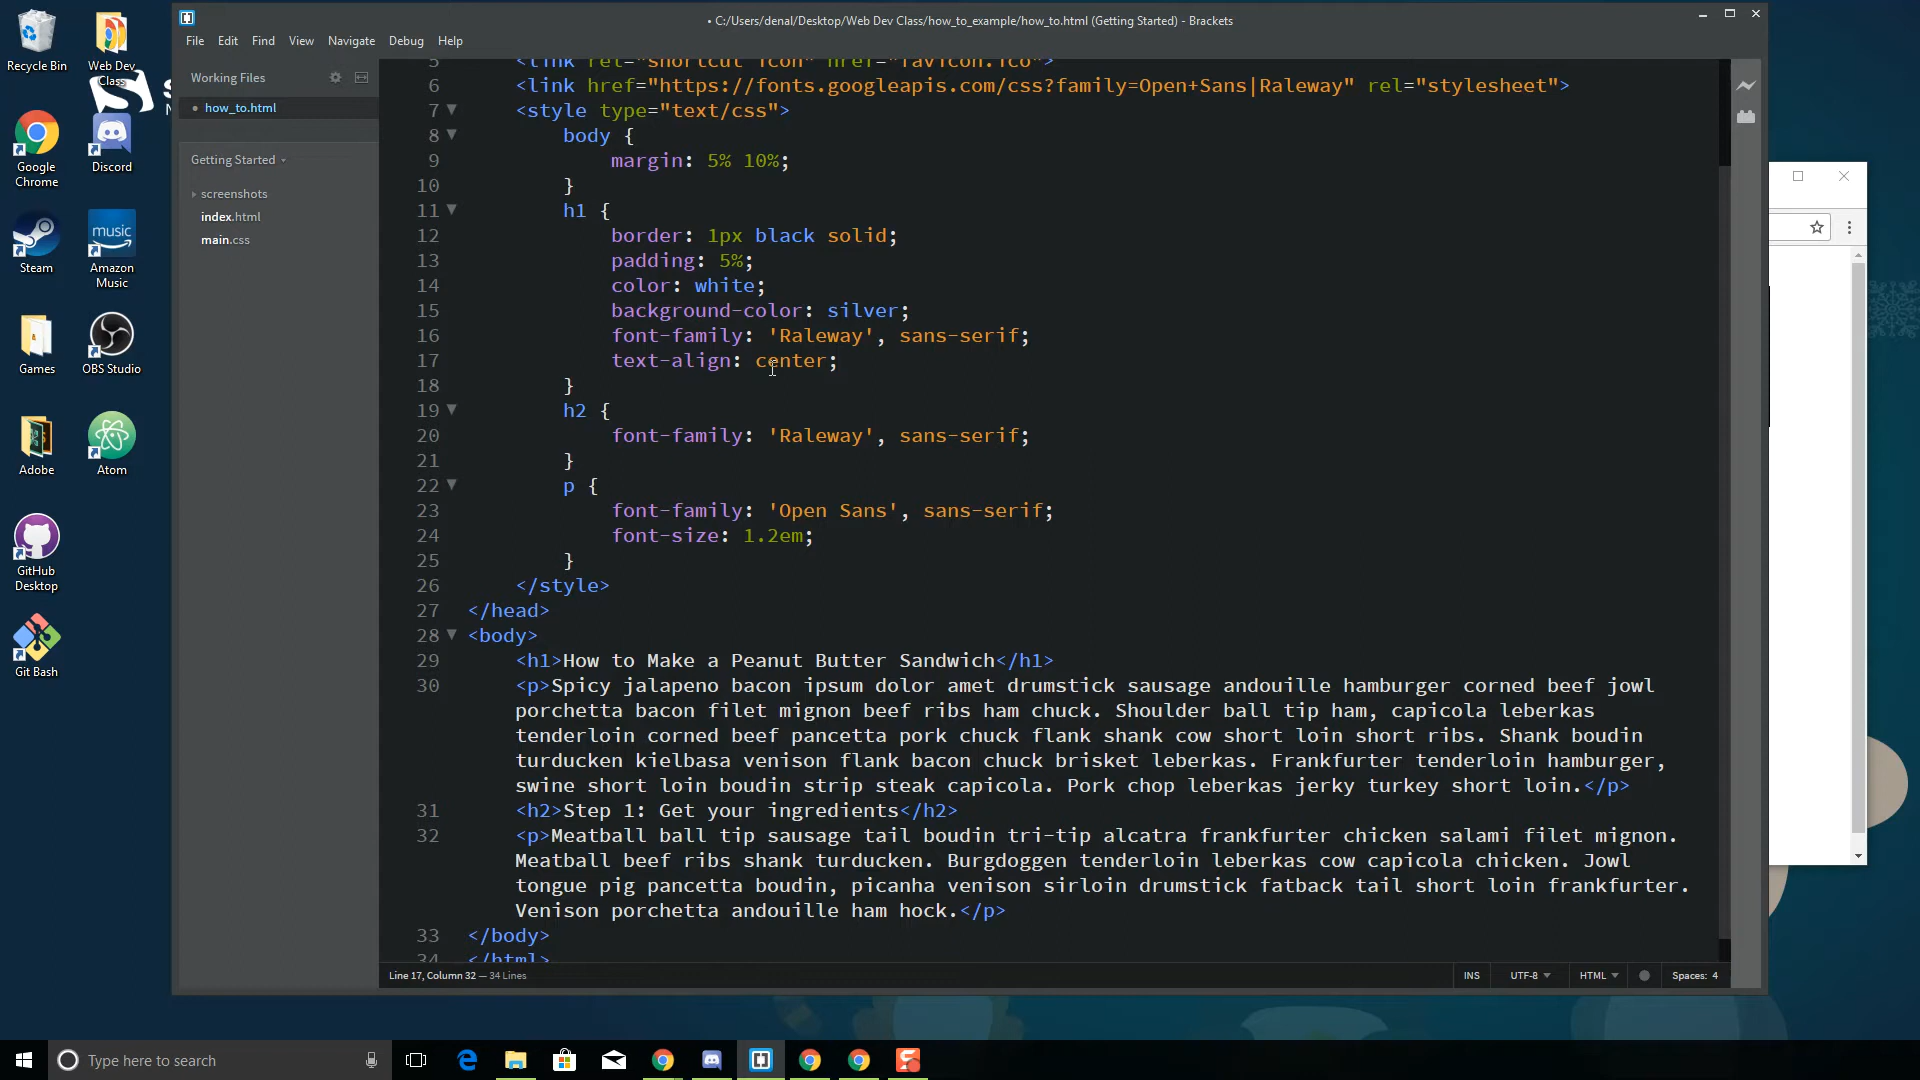 • C:/Users/denal/Desktop/Web Dev Class/how_to_example/how_to.html (Getting Started) - Brackets
File Edit Find View Navigate Debug Help
Working Files
• how_to.html
Getting Started
screenshots
index.html
main.css
Recycle Bin
Web Dev Class
Google Chrome
Discord
Steam
music
Amazon Music
Games
OBS Studio
Adobe
Atom
GitHub Desktop
Git Bash
5 <link rel="shortcut icon" href="favicon.ico">
6 <link href="https://fonts.googleapis.com/css?family=Open+Sans|Raleway" rel="stylesheet">
7 <style type="text/css">
8 body {
9 margin: 5% 10%;
10 }
11 h1 {
12 border: 1px black solid;
13 padding: 5%;
14 color: white;
15 background-color: silver;
16 font-family: 'Raleway', sans-serif;
17 text-align: center;
18 }
19 h2 {
20 font-family: 'Raleway', sans-serif;
21 }
22 p {
23 font-family: 'Open Sans', sans-serif;
24 font-size: 1.2em;
25 }
26 </style>
27 </head>
28 <body>
29 <h1>How to Make a Peanut Butter Sandwich</h1>
30 <p>Spicy jalapeno bacon ipsum dolor amet drumstick sausage andouille hamburger corned beef jowl
porchetta bacon filet mignon beef ribs ham chuck. Shoulder ball tip ham, capicola leberkas
tenderloin corned beef pancetta pork chuck flank shank cow short loin short ribs. Shank boudin
turducken kielbasa venison flank bacon chuck brisket leberkas. Frankfurter tenderloin hamburger,
swine short loin boudin strip steak capicola. Pork chop leberkas jerky turkey short loin.</p>
31 <h2>Step 1: Get your ingredients</h2>
32 <p>Meatball ball tip sausage tail boudin tri-tip alcatra frankfurter chicken salami filet mignon.
Meatball beef ribs shank turducken. Burgdoggen tenderloin leberkas cow capicola chicken. Jowl
tongue pig pancetta boudin, picanha venison sirloin drumstick fatback tail short loin frankfurter.
Venison porchetta andouille ham hock.</p>
33 </body>
34 </html>
Line 17, Column 32 — 34 Lines
INS UTF-8 HTML Spaces: 4
Type here to search